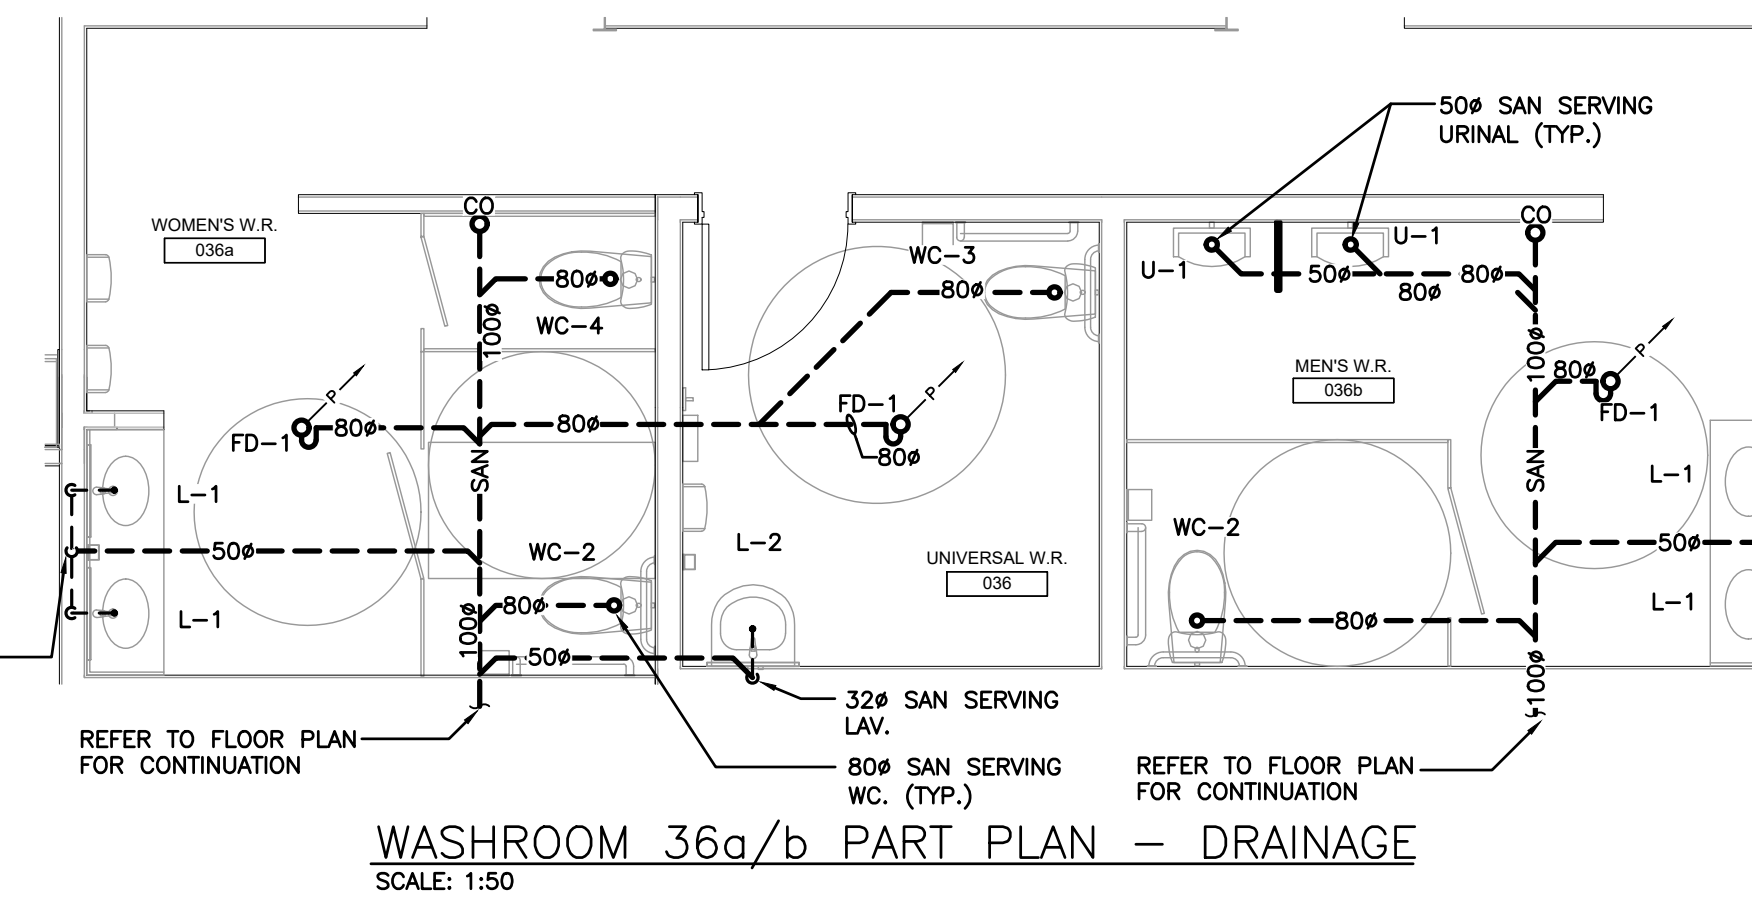 50ø SAN SERVING
URINAL (TYP.)
CO
WOMEN'S W.R.
036a
80ø
WC-4
100ø
WC-3
80ø
CO
U-1
U-1
50ø
80ø
80ø
100ø
MEN'S W.R.
036b
P
FD-1
80ø
80ø
FD-1
P
80ø
80ø
P
FD-1
SAN
SAN
L-1
L-1
50ø
WC-2
80ø
100ø
50ø
L-2
UNIVERSAL W.R.
036
WC-2
80ø
L-1
50ø
L-1
100ø
32ø SAN SERVING
LAV.
80ø SAN SERVING
WC. (TYP.)
REFER TO FLOOR PLAN
FOR CONTINUATION
REFER TO FLOOR PLAN
FOR CONTINUATION
WASHROOM 36a/b PART PLAN - DRAINAGE
SCALE: 1:50